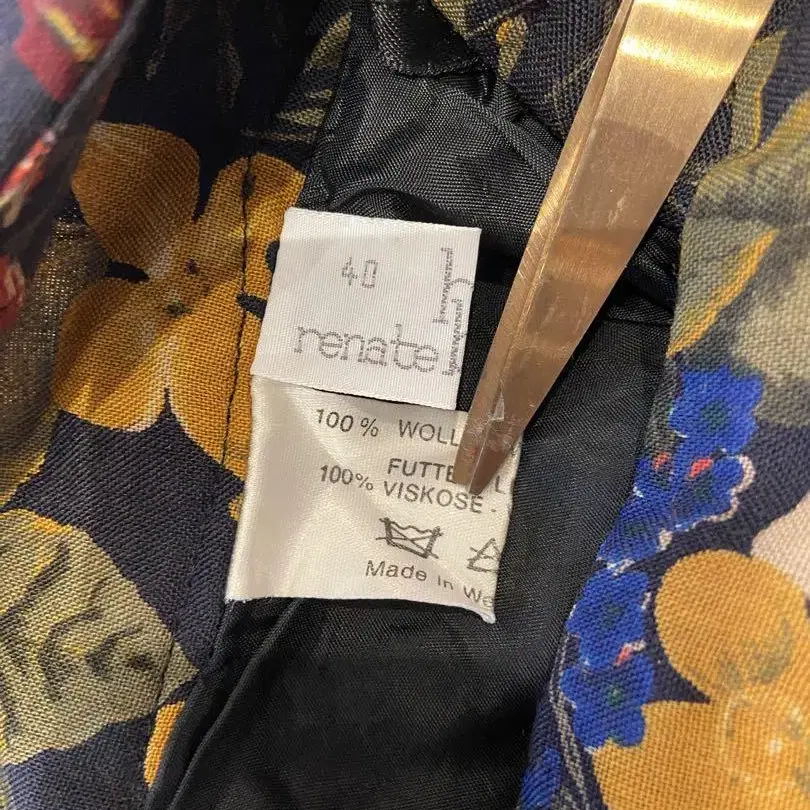 40
renate
100 % WOLL
FUTTE
100% VISKOSE -
Made in We